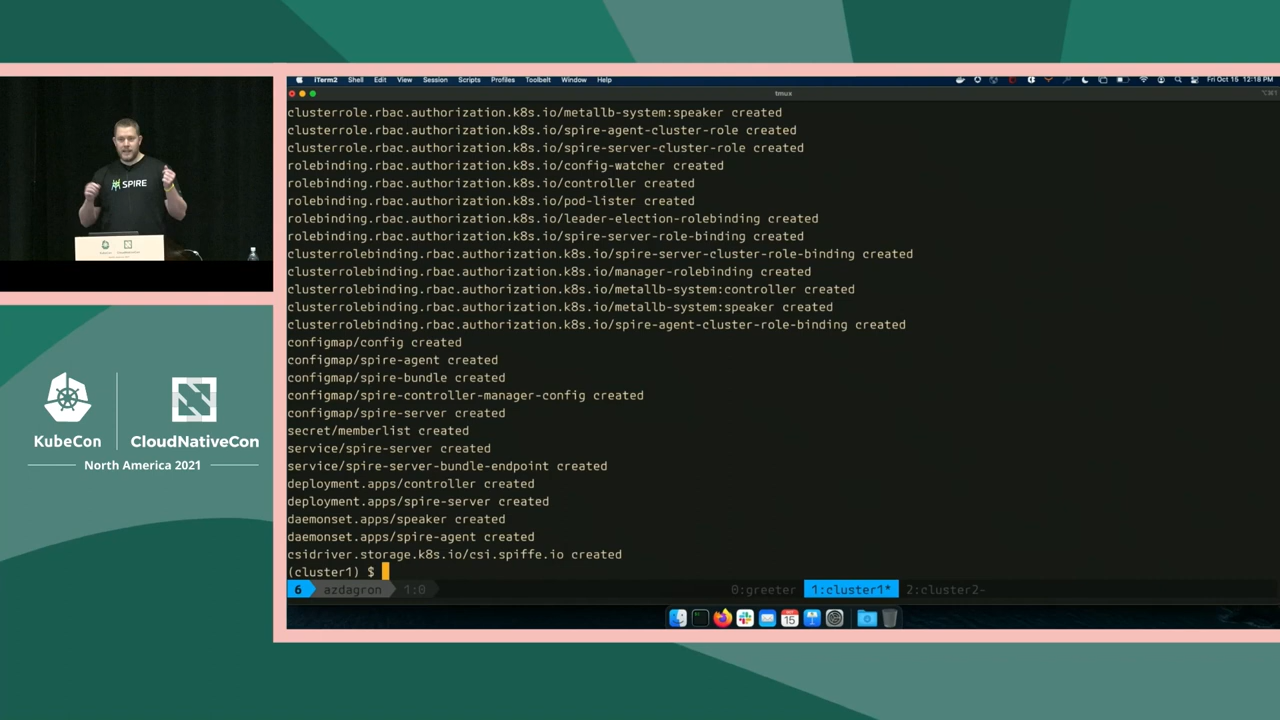 SPIRE
KubeCon
CloudNativeCon
North America 2021
iTerm2 Shell Edit View Session Scripts Profiles Toolbelt Window Help
Fri Oct 15 12:18 PM
tmux
clusterrole.rbac.authorization.k8s.io/metallb-system:speaker created
clusterrole.rbac.authorization.k8s.io/spire-agent-cluster-role created
clusterrole.rbac.authorization.k8s.io/spire-server-cluster-role created
rolebinding.rbac.authorization.k8s.io/config-watcher created
rolebinding.rbac.authorization.k8s.io/controller created
rolebinding.rbac.authorization.k8s.io/pod-lister created
rolebinding.rbac.authorization.k8s.io/leader-election-rolebinding created
rolebinding.rbac.authorization.k8s.io/spire-server-role-binding created
clusterrolebinding.rbac.authorization.k8s.io/spire-server-cluster-role-binding created
clusterrolebinding.rbac.authorization.k8s.io/manager-rolebinding created
clusterrolebinding.rbac.authorization.k8s.io/metallb-system:controller created
clusterrolebinding.rbac.authorization.k8s.io/metallb-system:speaker created
clusterrolebinding.rbac.authorization.k8s.io/spire-agent-cluster-role-binding created
configmap/config created
configmap/spire-agent created
configmap/spire-bundle created
configmap/spire-controller-manager-config created
configmap/spire-server created
secret/memberlist created
service/spire-server created
service/spire-server-bundle-endpoint created
deployment.apps/controller created
deployment.apps/spire-server created
daemonset.apps/speaker created
daemonset.apps/spire-agent created
csidriver.storage.k8s.io/csi.spiffe.io created
(cluster1) $
6 azdagron 1:0 0:greeter 1:cluster1* 2:cluster2-
15